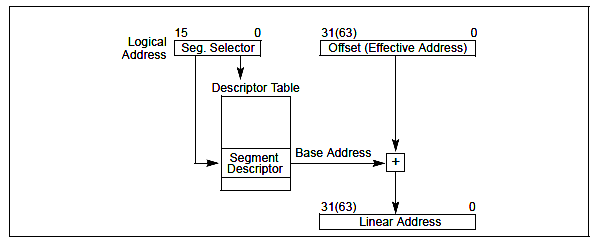 Logical
Address
15 0
Seg. Selector
31(63) 0
Offset (Effective Address)
Descriptor Table
Segment
Descriptor
Base Address
+
31(63) 0
Linear Address